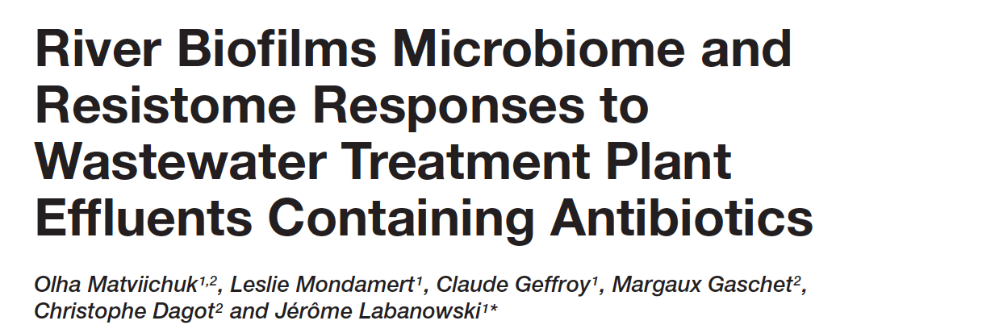 River Biofilms Microbiome and
Resistome Responses to
Wastewater Treatment Plant
Effluents Containing Antibiotics
Olha Matviichuk¹,², Leslie Mondamert¹, Claude Geffroy¹, Margaux Gaschet²,
Christophe Dagot² and Jérôme Labanowski¹*